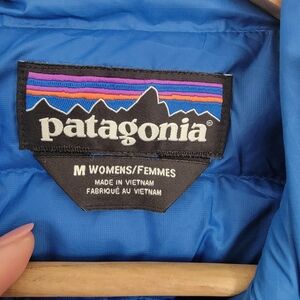 patagonia®
M WOMENS/FEMMES
MADE IN VIETNAM
FABRIQUÉ AU VIETNAM